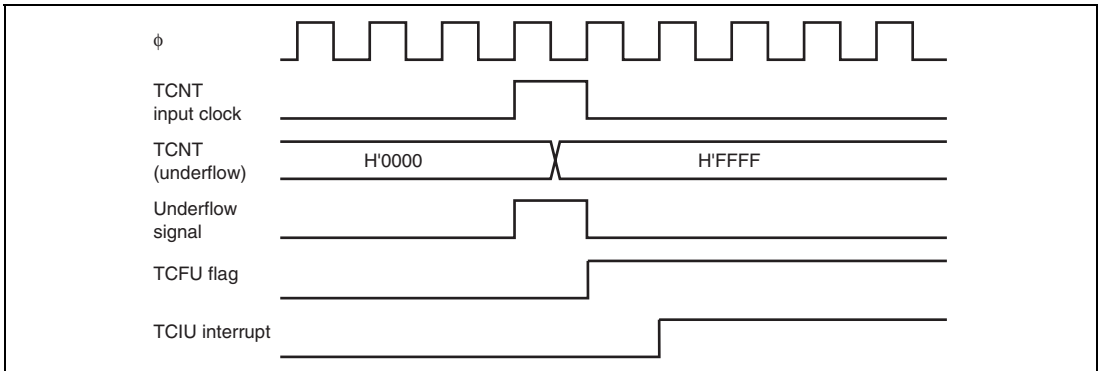 ϕ
TCNT
input clock
TCNT
(underflow)
H'0000
H'FFFF
Underflow
signal
TCFU flag
TCIU interrupt